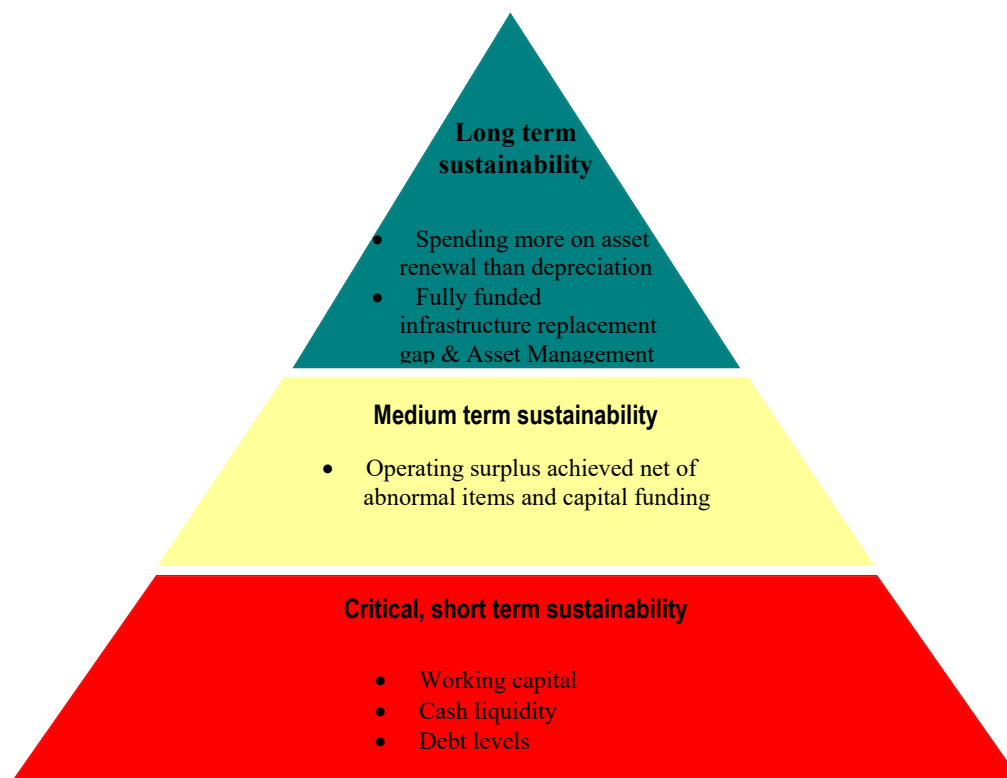 Long term
sustainability
• Spending more on asset
renewal than depreciation
• Fully funded
infrastructure replacement
gap & Asset Management
Medium term sustainability
• Operating surplus achieved net of
abnormal items and capital funding
Critical, short term sustainability
• Working capital
• Cash liquidity
• Debt levels